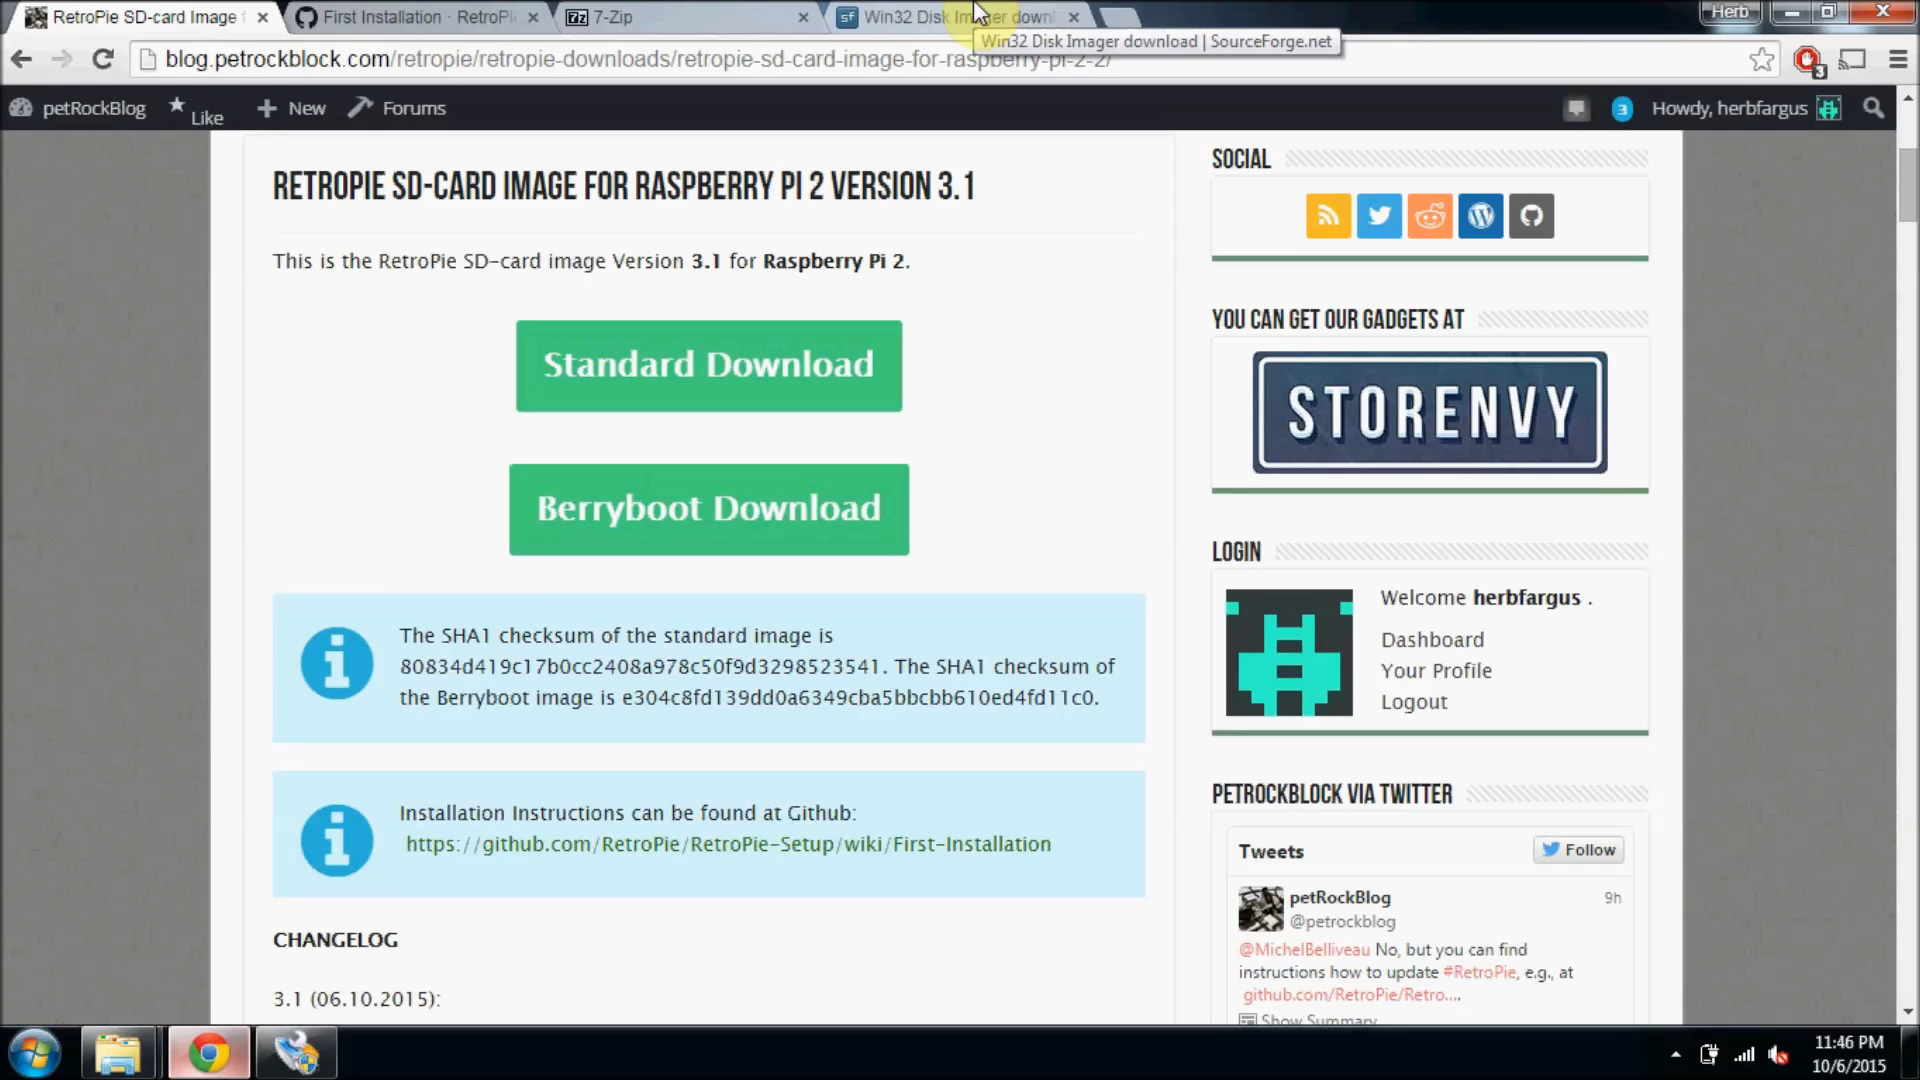 RetroPie SD-card Image f
First Installation · RetroPi
7-Zip
Win32 Disk Imager downl
Herb
Win32 Disk Imager download | SourceForge.net
blog.petrockblock.com/retropie/retropie-downloads/retropie-sd-card-image-for-raspberry-pi-2-2/
3
petRockBlog
Like
New
Forums
3
Howdy, herbfargus
RETROPIE SD-CARD IMAGE FOR RASPBERRY PI 2 VERSION 3.1
This is the RetroPie SD-card image Version 3.1 for Raspberry Pi 2.
Standard Download
Berryboot Download
The SHA1 checksum of the standard image is
80834d419c17b0cc2408a978c50f9d3298523541. The SHA1 checksum of
the Berryboot image is e304c8fd139dd0a6349cba5bbcbb610ed4fd11c0.
Installation Instructions can be found at Github:
https://github.com/RetroPie/RetroPie-Setup/wiki/First-Installation
CHANGELOG
3.1 (06.10.2015):
SOCIAL
YOU CAN GET OUR GADGETS AT
STORENVY
LOGIN
Welcome herbfargus .
Dashboard
Your Profile
Logout
PETROCKBLOCK VIA TWITTER
Tweets
Follow
petRockBlog
9h
@petrockblog
@MichelBelliveau No, but you can find
instructions how to update #RetroPie, e.g., at
github.com/RetroPie/Retro...,
Show Summary
11:46 PM
10/6/2015